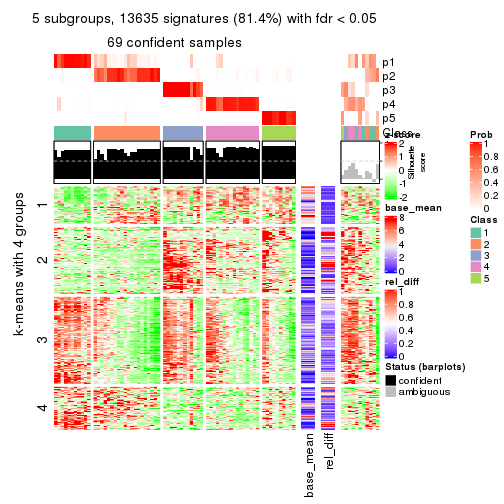 5 subgroups, 13635 signatures (81.4%) with fdr < 0.05
69 confident samples
p1
p2
p3
p4
p5
Class
Silhouette
score
k-means with 4 groups
1
2
3
4
base_mean
rel_diff
z-score
2
1
0
-1
-2
base_mean
8
6
4
2
0
rel_diff
1
0.8
0.6
0.4
0.2
0
Status (barplots)
confident
ambiguous
Prob
1
0.8
0.6
0.4
0.2
0
Class
1
2
3
4
5